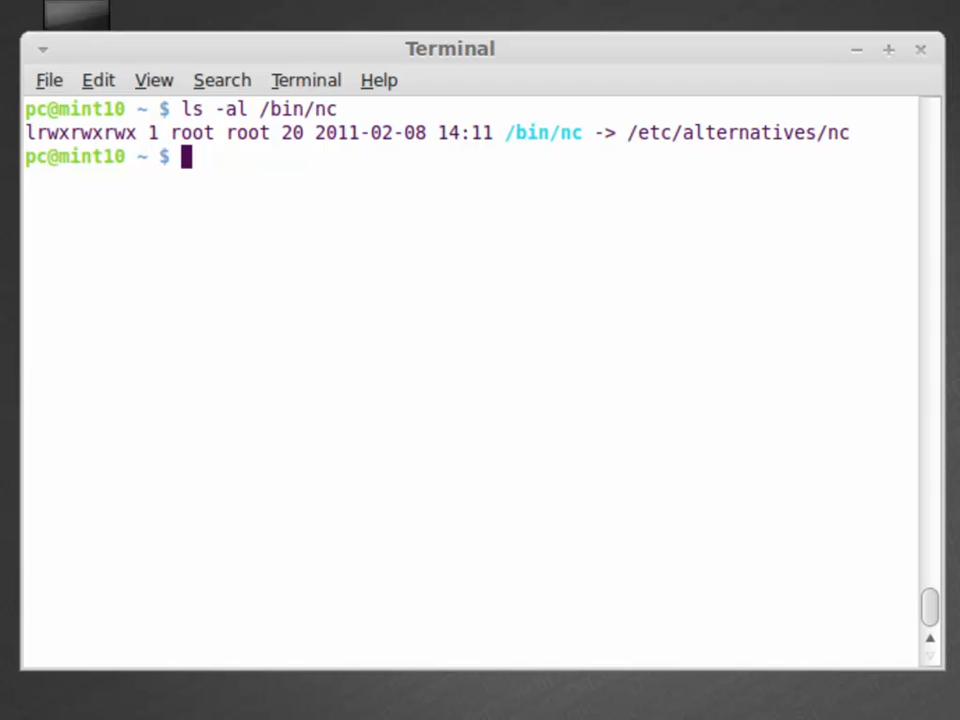 Terminal
File Edit View Search Terminal Help
pc@mint10 ~ $ ls -al /bin/nc
lrwxrwxrwx 1 root root 20 2011-02-08 14:11 /bin/nc -> /etc/alternatives/nc
pc@mint10 ~ $